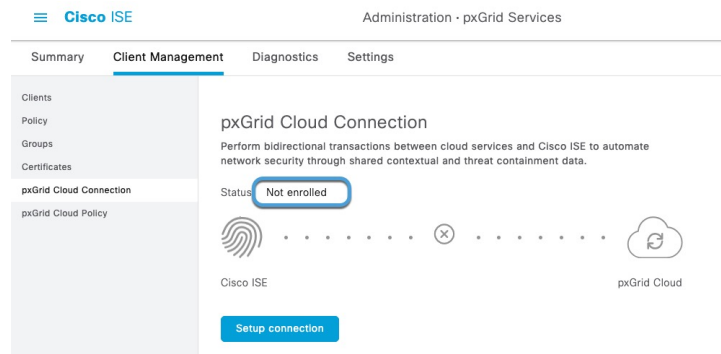 Cisco ISE
Administration · pxGrid Services
Summary
Client Management
Diagnostics
Settings
Clients
Policy
Groups
Certificates
pxGrid Cloud Connection
pxGrid Cloud Policy
pxGrid Cloud Connection
Perform bidirectional transactions between cloud services and Cisco ISE to automate
network security through shared contextual and threat containment data.
Status Not enrolled
Cisco ISE
pxGrid Cloud
Setup connection